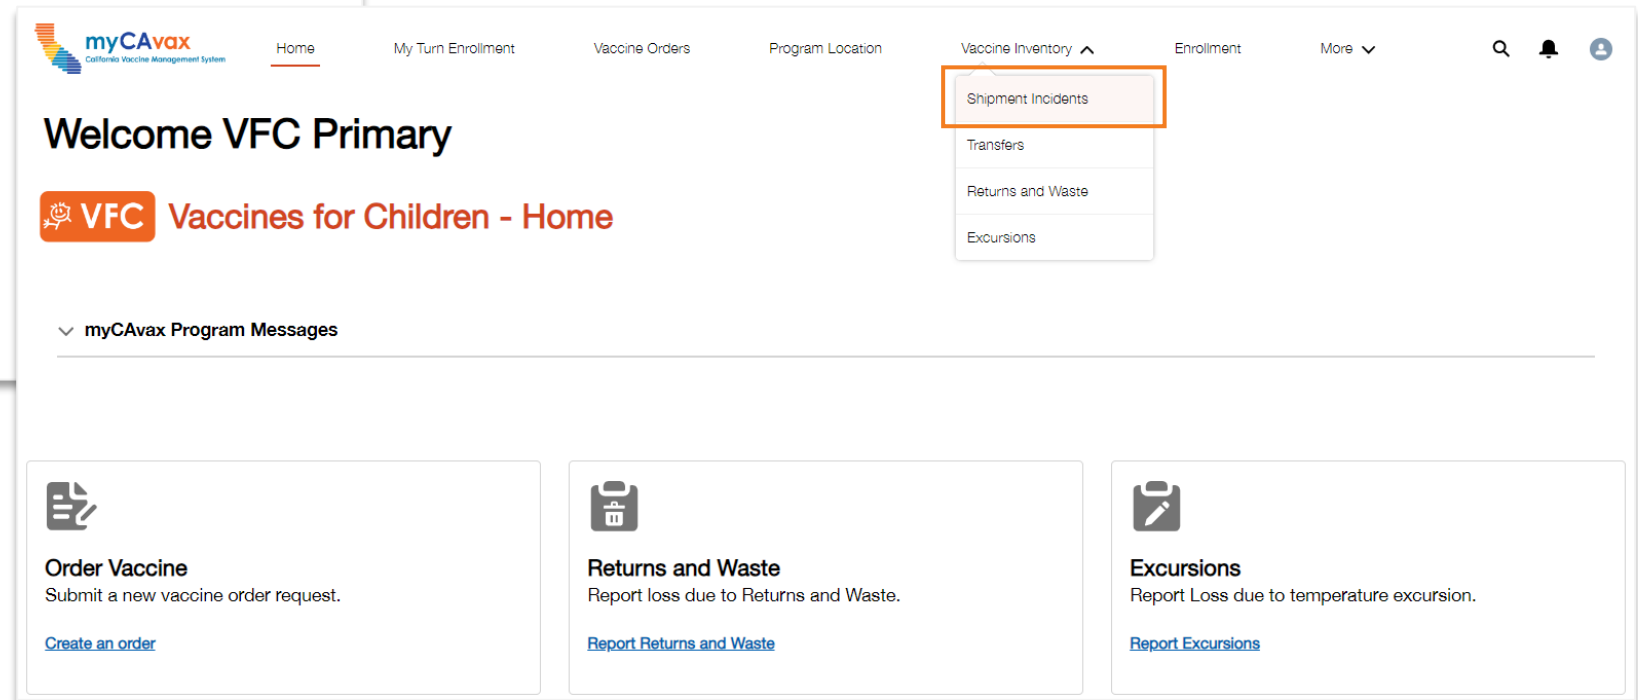 myCAvax
California Vaccine Management System
Home
My Turn Enrollment
Vaccine Orders
Program Location
Vaccine Inventory
Enrollment
More
Shipment Incidents
Transfers
Returns and Waste
Excursions
Welcome VFC Primary
VFC
Vaccines for Children - Home
myCAvax Program Messages
Order Vaccine
Submit a new vaccine order request.
Create an order
Returns and Waste
Report loss due to Returns and Waste.
Report Returns and Waste
Excursions
Report Loss due to temperature excursion.
Report Excursions